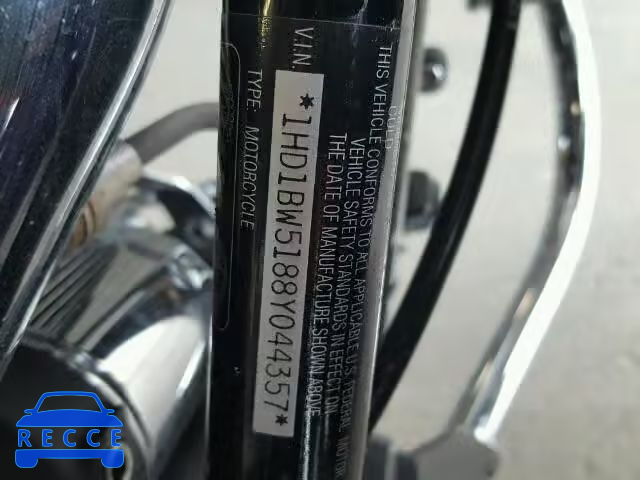 V.I.N.
*1HD1BW5188Y044357*
TYPE: MOTORCYCLE
THIS VEHICLE CONFORMS TO ALL APPLICABLE U.S. FEDERAL MOTOR
VEHICLE SAFETY STANDARDS IN EFFECT ON
THE DATE OF MANUFACTURE SHOWN ABOVE
RECCE